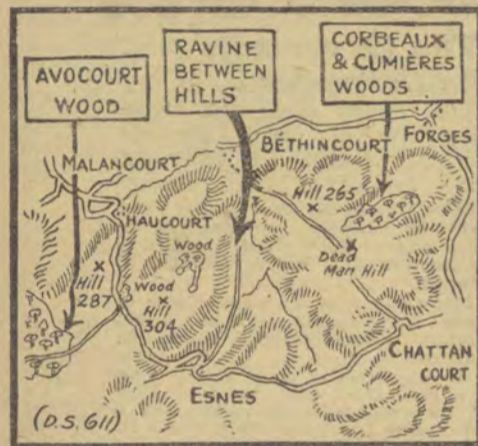 AVOCOURT
WOOD
RAVINE
BETWEEN
HILLS
CORBEAUX
& CUMIÈRES
WOODS
MALANCOURT
BÉTHINCOURT
FORGES
HAUCOURT
Hill 265
Wood
Dead
Man Hill
Hill
287
Wood
Hill
304
CHATTAN
COURT
ESNES
(D.S. 611)